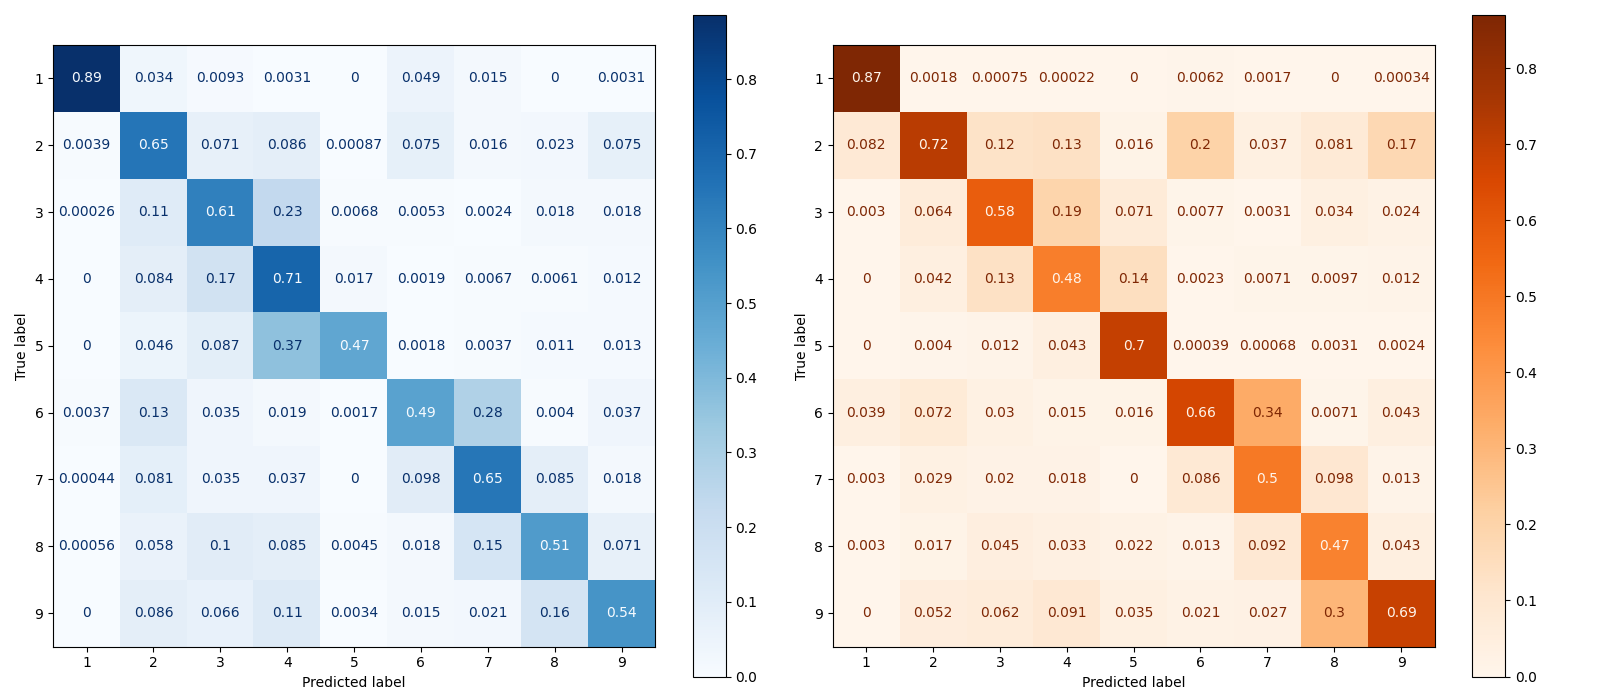 1 0.89 0.034 0.0093 0.0031 0 0.049 0.015 0 0.0031
2 0.0039 0.65 0.071 0.086 0.00087 0.075 0.016 0.023 0.075
3 0.00026 0.11 0.61 0.23 0.0068 0.0053 0.0024 0.018 0.018
4 0 0.084 0.17 0.71 0.017 0.0019 0.0067 0.0061 0.012
5 0 0.046 0.087 0.37 0.47 0.0018 0.0037 0.011 0.013
6 0.0037 0.13 0.035 0.019 0.0017 0.49 0.28 0.004 0.037
7 0.00044 0.081 0.035 0.037 0 0.098 0.65 0.085 0.018
8 0.00056 0.058 0.1 0.085 0.0045 0.018 0.15 0.51 0.071
9 0 0.086 0.066 0.11 0.0034 0.015 0.021 0.16 0.54
1 2 3 4 5 6 7 8 9
Predicted label
True label
0.8
0.7
0.6
0.5
0.4
0.3
0.2
0.1
0.0
1 0.87 0.0018 0.00075 0.00022 0 0.0062 0.0017 0 0.00034
2 0.082 0.72 0.12 0.13 0.016 0.2 0.037 0.081 0.17
3 0.003 0.064 0.58 0.19 0.071 0.0077 0.0031 0.034 0.024
4 0 0.042 0.13 0.48 0.14 0.0023 0.0071 0.0097 0.012
5 0 0.004 0.012 0.043 0.7 0.00039 0.00068 0.0031 0.0024
6 0.039 0.072 0.03 0.015 0.016 0.66 0.34 0.0071 0.043
7 0.003 0.029 0.02 0.018 0 0.086 0.5 0.098 0.013
8 0.003 0.017 0.045 0.033 0.022 0.013 0.092 0.47 0.043
9 0 0.052 0.062 0.091 0.035 0.021 0.027 0.3 0.69
1 2 3 4 5 6 7 8 9
Predicted label
True label
0.8
0.7
0.6
0.5
0.4
0.3
0.2
0.1
0.0